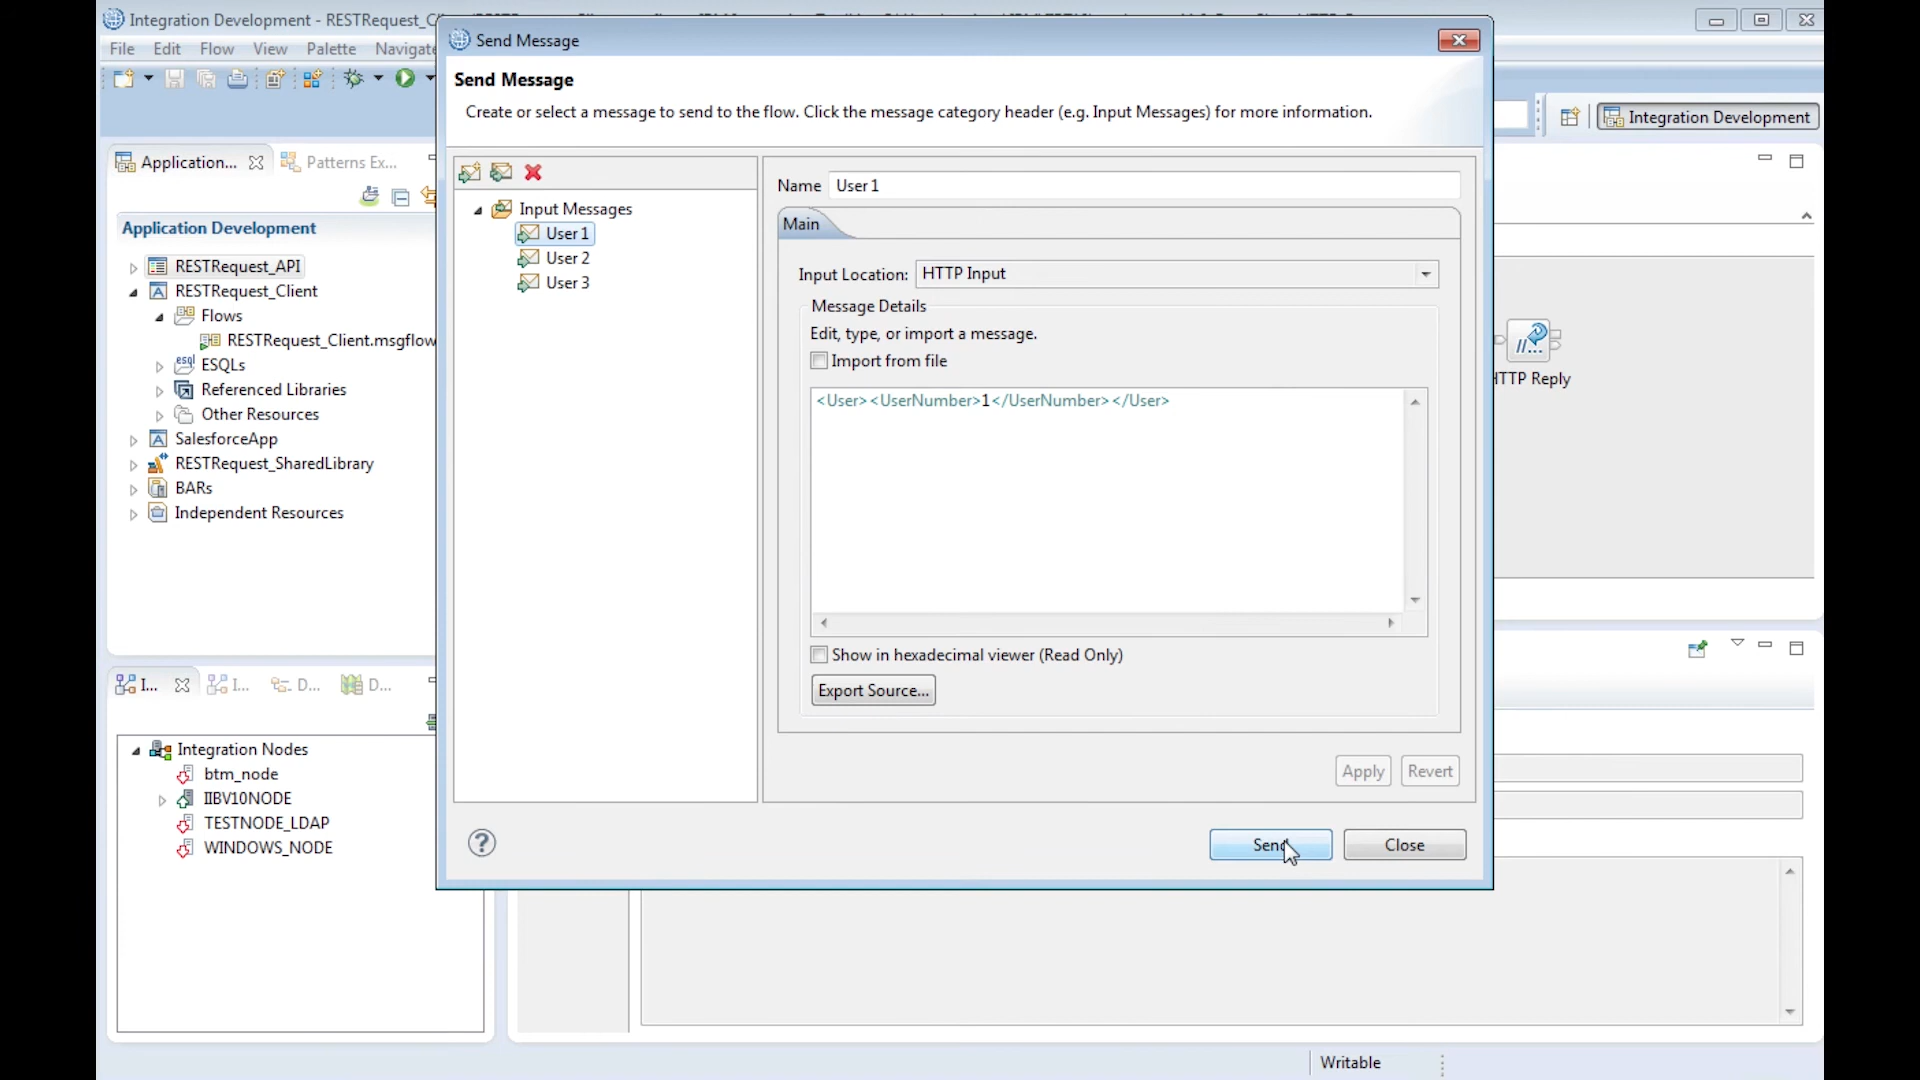 Integration Development - RESTRequest_C
File Edit Flow View Palette Navigate
Integration Development
Application...
Patterns Ex...
Application Development
RESTRequest_API
RESTRequest_Client
Flows
RESTRequest_Client.msgflow
ESQLs
Referenced Libraries
Other Resources
SalesforceApp
RESTRequest_SharedLibrary
BARs
Independent Resources
I...
I...
D...
D...
Integration Nodes
btm_node
IIBV10NODE
TESTNODE_LDAP
WINDOWS_NODE
Send Message
Send Message
Create or select a message to send to the flow. Click the message category header (e.g. Input Messages) for more information.
Input Messages
User 1
User 2
User 3
Name User 1
Main
Input Location: HTTP Input
Message Details
Edit, type, or import a message.
Import from file
<User><UserNumber>1</UserNumber></User>
Show in hexadecimal viewer (Read Only)
Export Source...
Apply Revert
Send Close
HTTP Reply
Writable